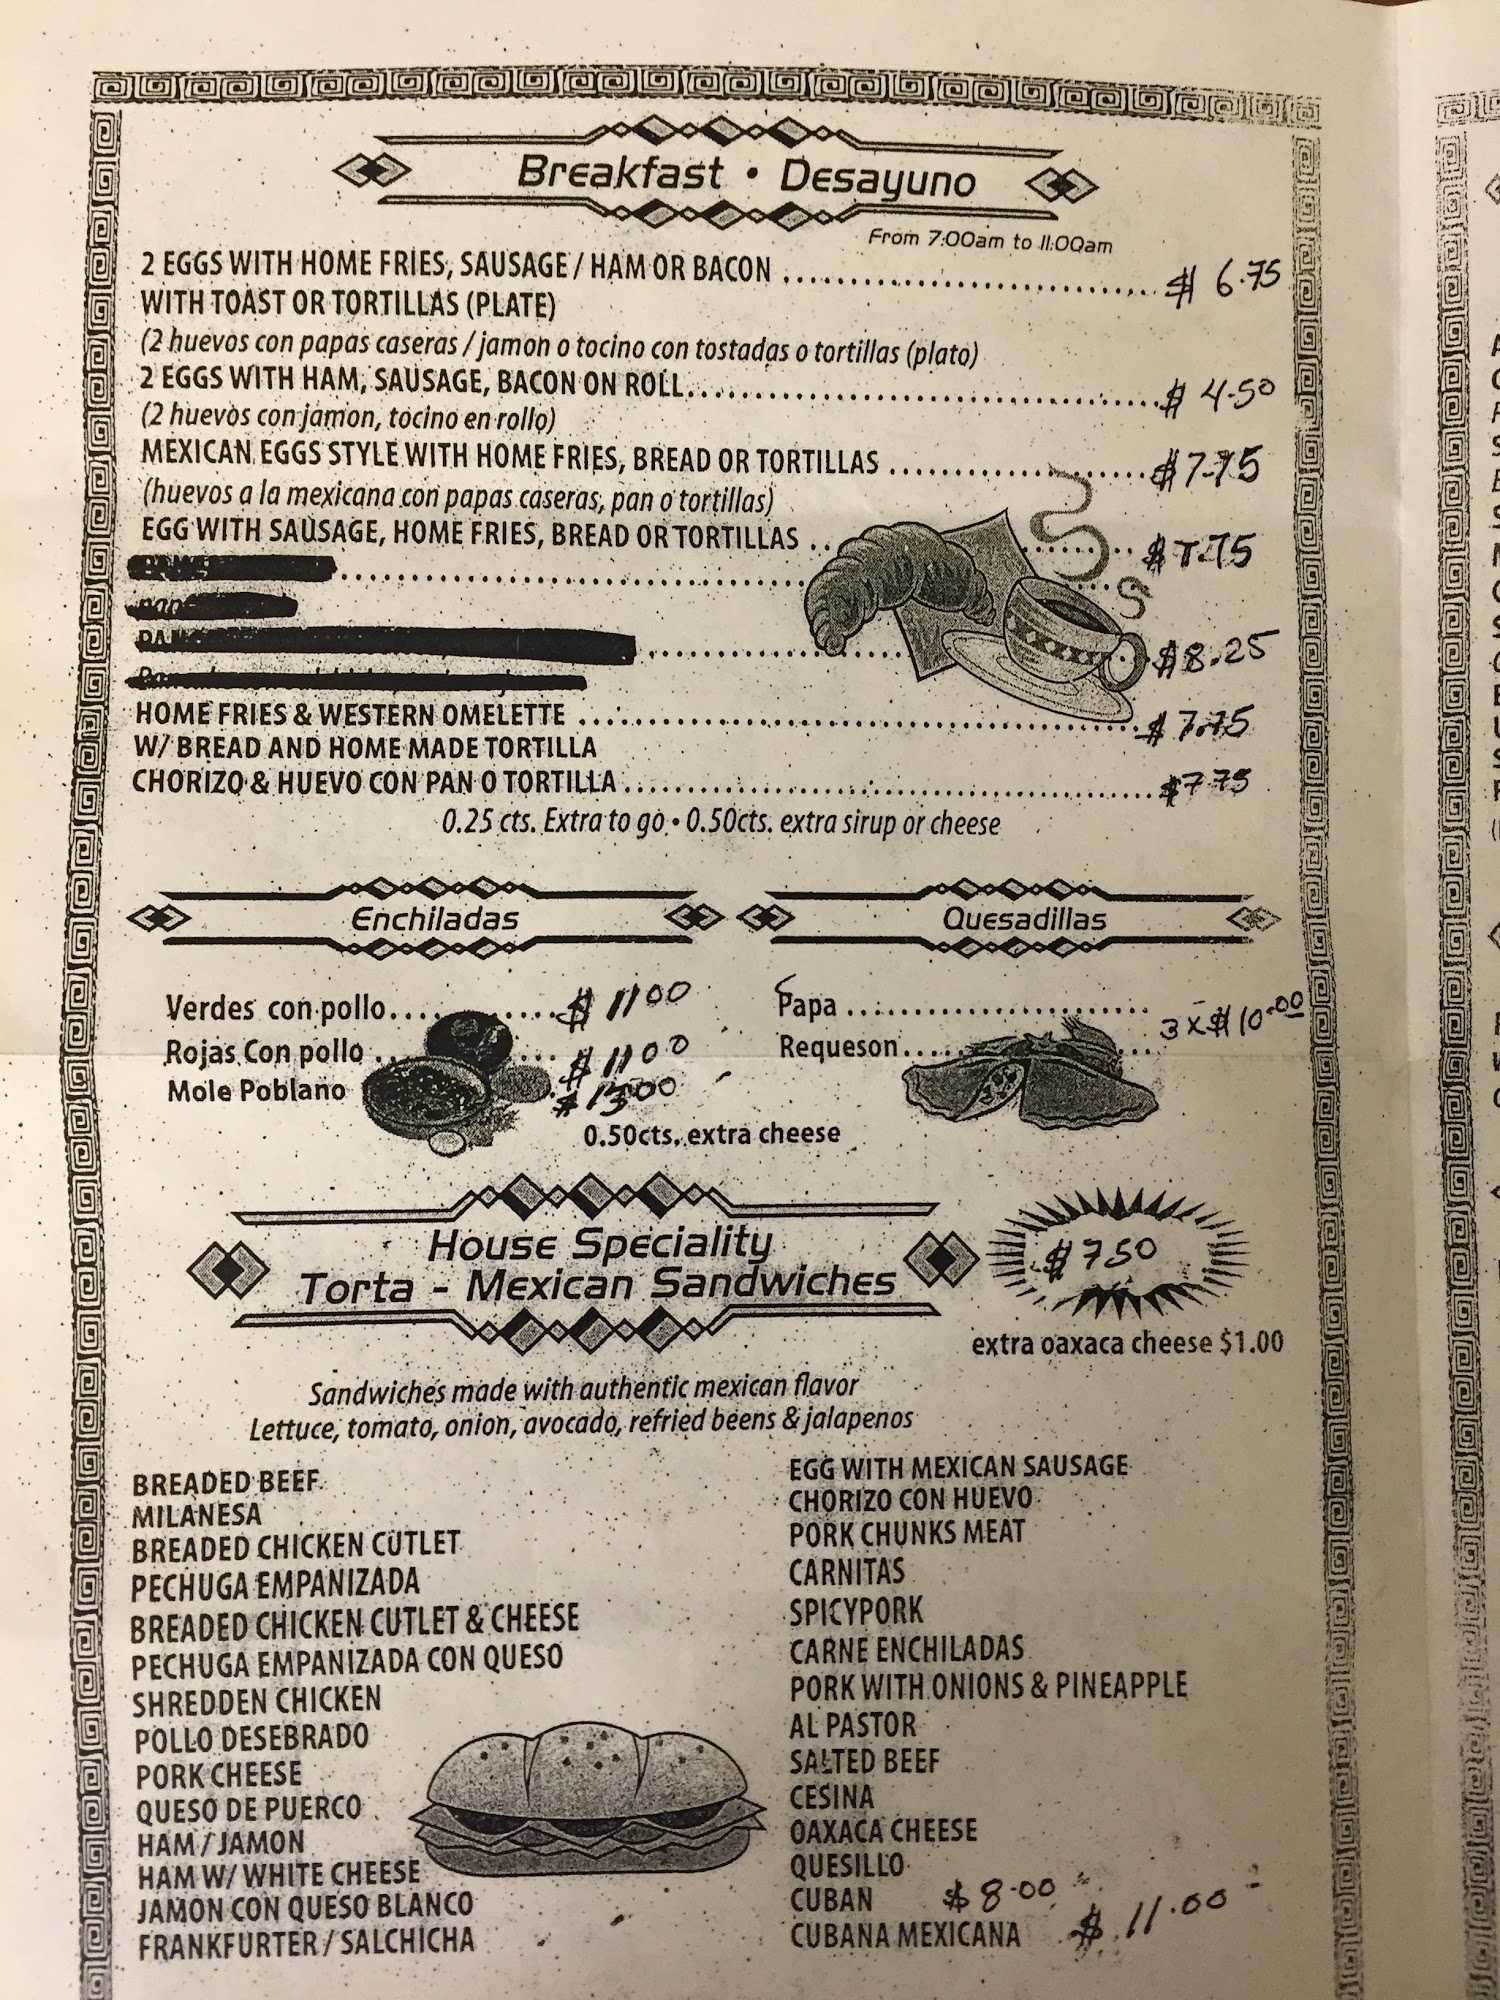 Breakfast • Desayuno
From 7:00am to 11:00am
2 EGGS WITH HOME FRIES, SAUSAGE / HAM OR BACON ........ $ 6.75
WITH TOAST OR TORTILLAS (PLATE)
(2 huevos con papas caseras / jamon o tocino con tostadas o tortillas (plato)
2 EGGS WITH HAM, SAUSAGE, BACON ON ROLL........ $ 4.50
(2 huevos con jamon, tocino en rollo)
MEXICAN EGGS STYLE WITH HOME FRIES, BREAD OR TORTILLAS ........ $7.75
(huevos a la mexicana con papas caseras, pan o tortillas)
EGG WITH SAUSAGE, HOME FRIES, BREAD OR TORTILLAS ........ $7.75
$8.25
HOME FRIES & WESTERN OMELETTE ........ $7.75
W/ BREAD AND HOME MADE TORTILLA
CHORIZO & HUEVO CON PAN O TORTILLA ........ $7.75
0.25 cts. Extra to go • 0.50cts. extra sirup or cheese
Enchiladas
Verdes con pollo........ $ 11 00
Rojas Con pollo ........ $ 11 00
Mole Poblano $ 13 00
0.50cts. extra cheese
Quesadillas
Papa ........ 3 x $ 10.00
Requeson........
House Speciality
Torta - Mexican Sandwiches
$ 7 50
extra oaxaca cheese $1.00
Sandwiches made with authentic mexican flavor
Lettuce, tomato, onion, avocado, refried beens & jalapenos
BREADED BEEF
MILANESA
BREADED CHICKEN CUTLET
PECHUGA EMPANIZADA
BREADED CHICKEN CUTLET & CHEESE
PECHUGA EMPANIZADA CON QUESO
SHREDDEN CHICKEN
POLLO DESEBRADO
PORK CHEESE
QUESO DE PUERCO
HAM / JAMON
HAM W/ WHITE CHEESE
JAMON CON QUESO BLANCO
FRANKFURTER / SALCHICHA
EGG WITH MEXICAN SAUSAGE
CHORIZO CON HUEVO
PORK CHUNKS MEAT
CARNITAS
SPICYPORK
CARNE ENCHILADAS
PORK WITH ONIONS & PINEAPPLE
AL PASTOR
SALTED BEEF
CESINA
OAXACA CHEESE
QUESILLO
CUBAN $ 8.00
CUBANA MEXICANA $ 11.00